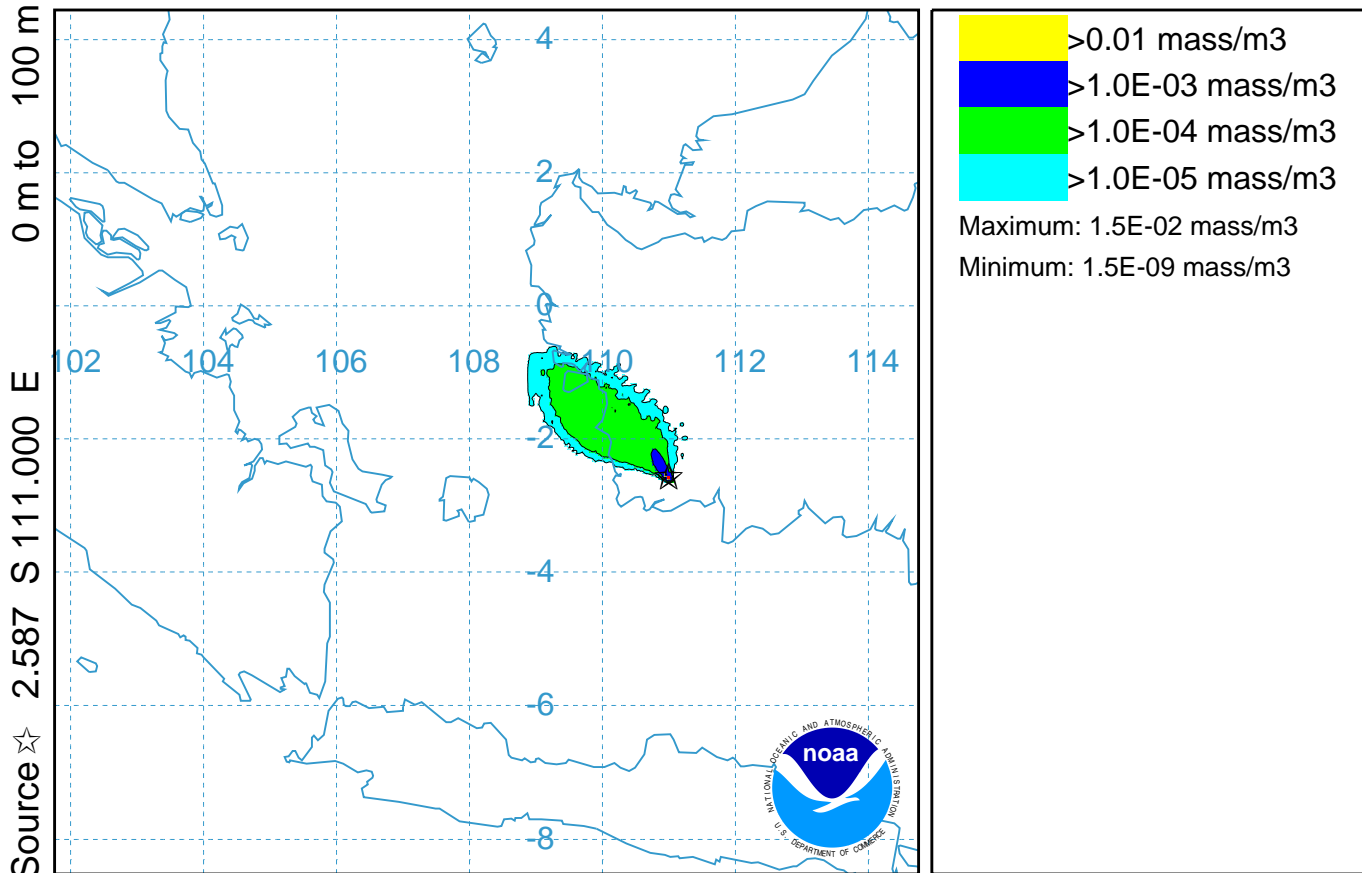 Source ☆ 2.587 S 111.000 E 0 m to 100 m
>0.01 mass/m3
>1.0E-03 mass/m3
>1.0E-04 mass/m3
>1.0E-05 mass/m3
Maximum: 1.5E-02 mass/m3
Minimum: 1.5E-09 mass/m3
4
2
0
102 104 106 108 110 112 114
-2
-4
-6
-8
NATIONAL OCEANIC AND ATMOSPHERIC ADMINISTRATION
noaa
U.S. DEPARTMENT OF COMMERCE